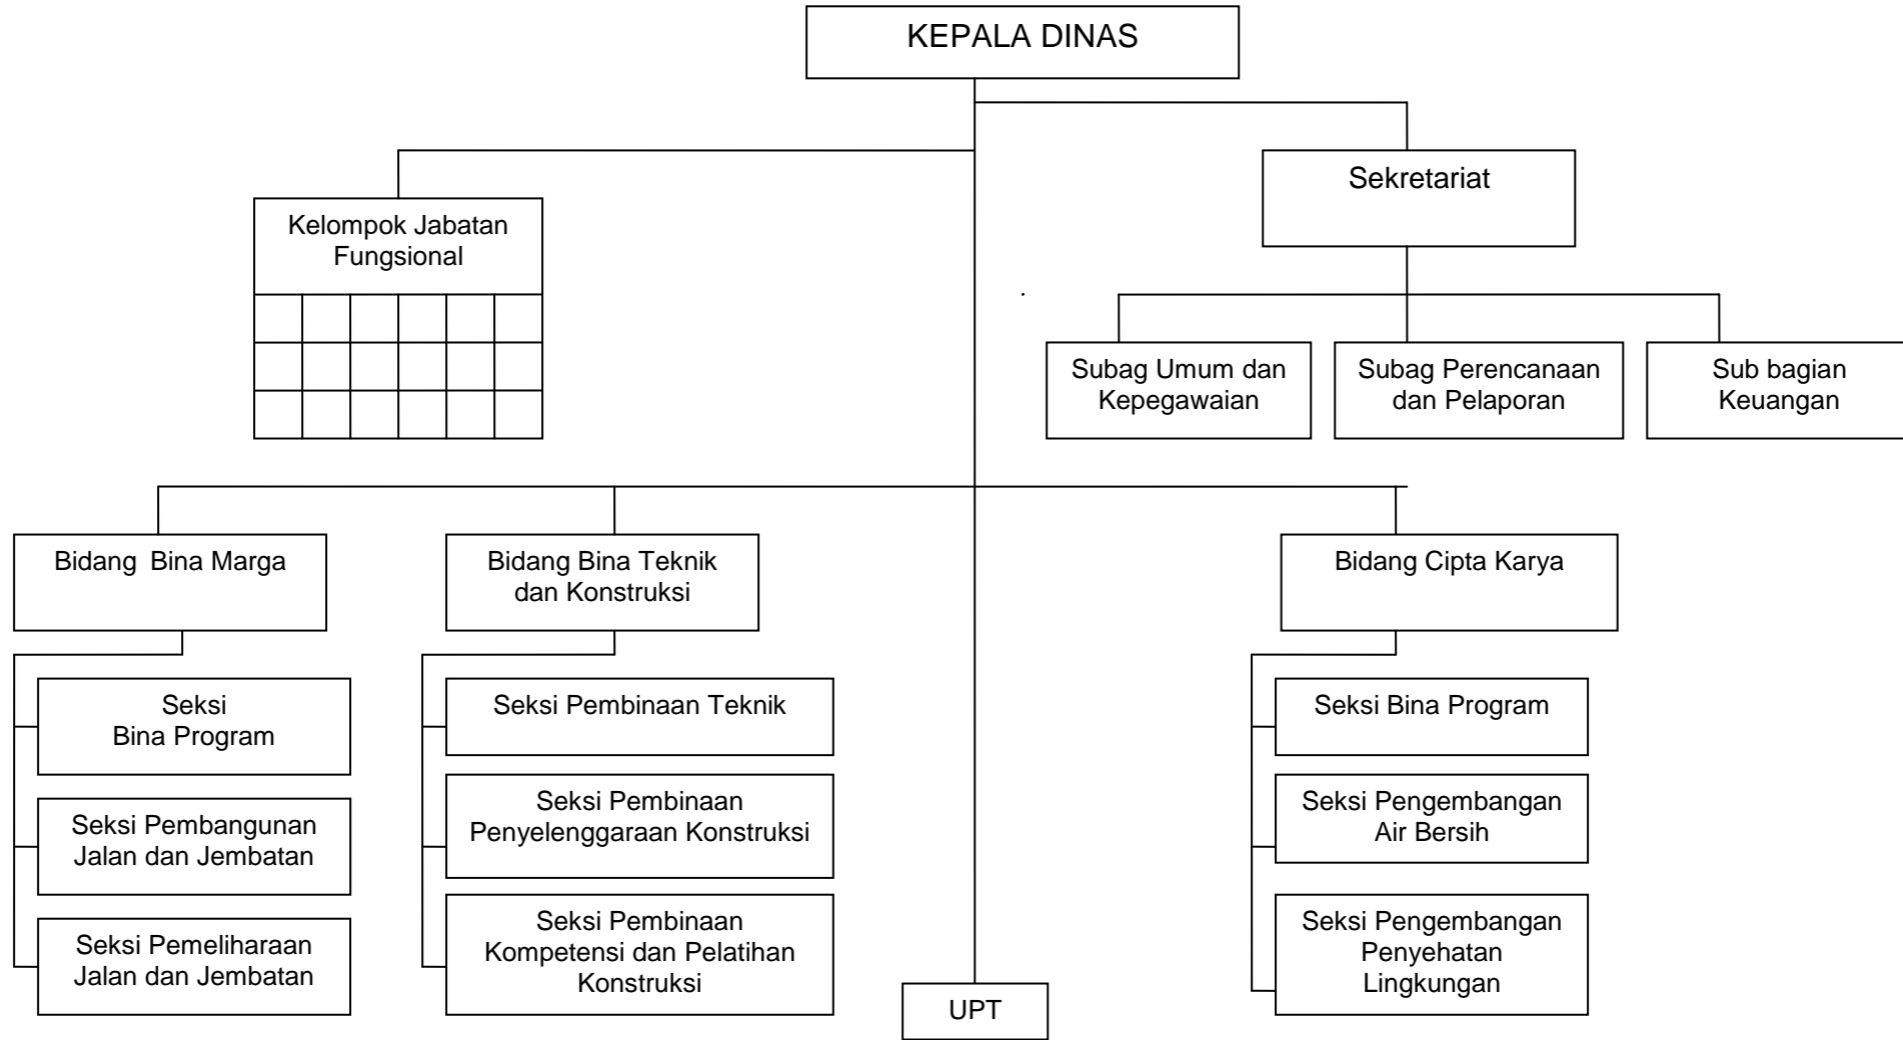 KEPALA DINAS
Sekretariat
Kelompok Jabatan
Fungsional
Subag Umum dan
Kepegawaian
Subag Perencanaan
dan Pelaporan
Sub bagian
Keuangan
Bidang  Bina Marga
Bidang Bina Teknik
dan Konstruksi
Bidang Cipta Karya
Seksi
Bina Program
Seksi Pembangunan
Jalan dan Jembatan
Seksi Pemeliharaan
Jalan dan Jembatan
Seksi Pembinaan Teknik
Seksi Pembinaan
Penyelenggaraan Konstruksi
Seksi Pembinaan
Kompetensi dan Pelatihan
Konstruksi
Seksi Bina Program
Seksi Pengembangan
Air Bersih
Seksi Pengembangan
Penyehatan
Lingkungan
UPT